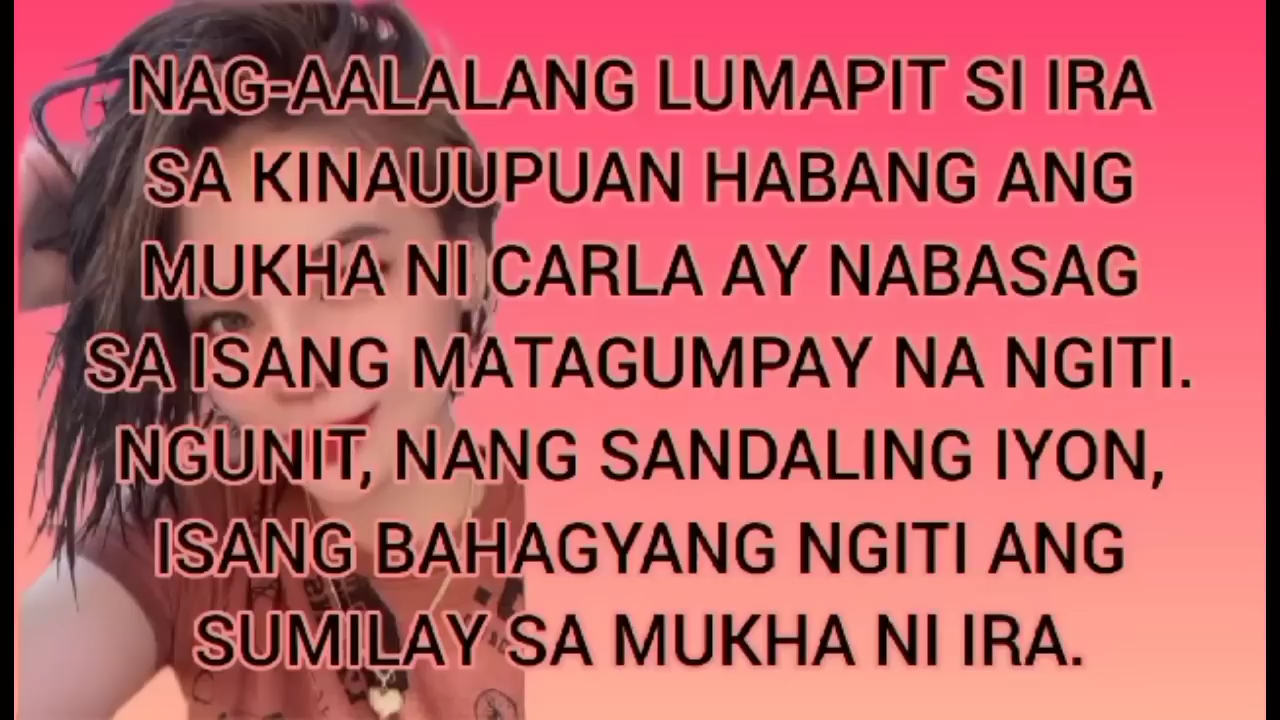 NAG-AALALANG LUMAPIT SI IRA
SA KINAUUPUAN HABANG ANG
MUKHA NI CARLA AY NABASAG
SA ISANG MATAGUMPAY NA NGITI.
NGUNIT, NANG SANDALING IYON,
ISANG BAHAGYANG NGITI ANG
SUMILAY SA MUKHA NI IRA.